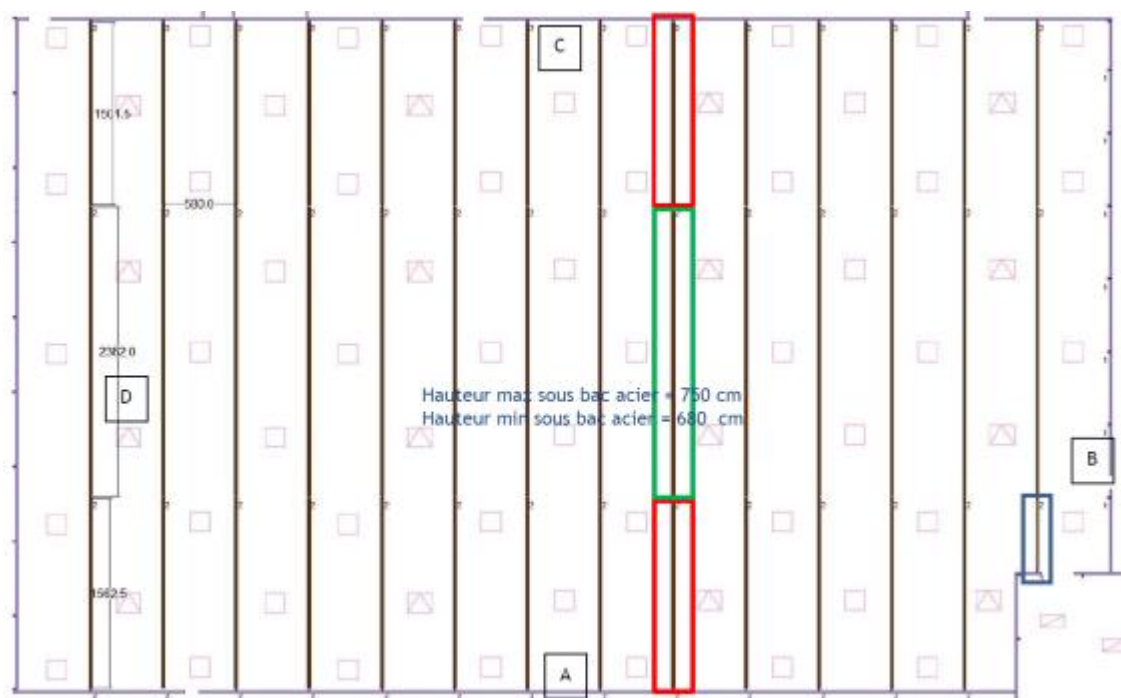 C
1501.5
580.0
2382.0
D
Hauteur max sous bac acier = 750 cm
Hauteur min sous bac acier = 680 cm
B
1562.5
A